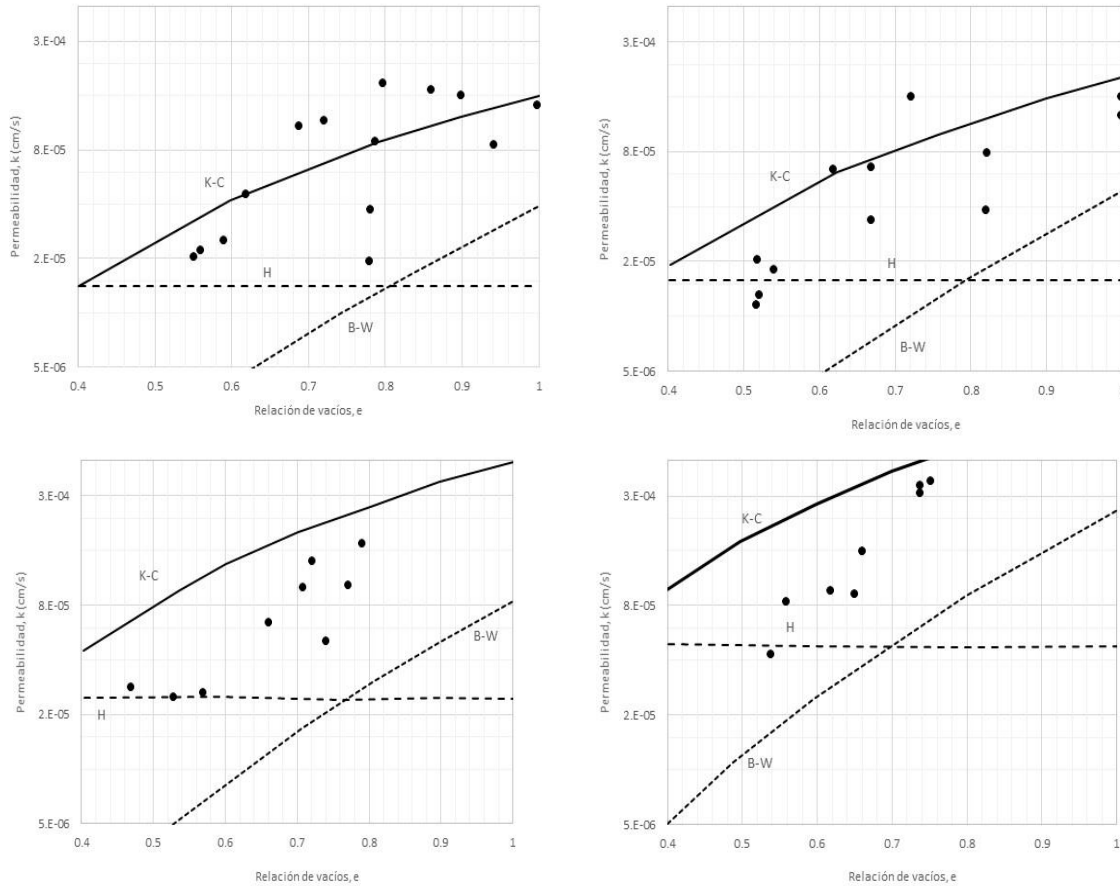 3.E-04
8.E-05
2.E-05
5.E-06
Permeabilidad, k (cm/s)
K-C
H
B-W
0.4 0.5 0.6 0.7 0.8 0.9 1
Relación de vacíos, e
3.E-04
8.E-05
2.E-05
5.E-06
Permeabilidad, k (cm/s)
K-C
H
B-W
0.4 0.5 0.6 0.7 0.8 0.9
Relación de vacíos, e
3.E-04
8.E-05
2.E-05
5.E-06
Permeabilidad, k (cm/s)
K-C
B-W
H
0.4 0.5 0.6 0.7 0.8 0.9 1
Relación de vacíos, e
3.E-04
8.E-05
2.E-05
5.E-06
Permeabilidad, k (cm/s)
K-C
H
B-W
0.4 0.5 0.6 0.7 0.8 0.9 1
Relación de vacíos, e